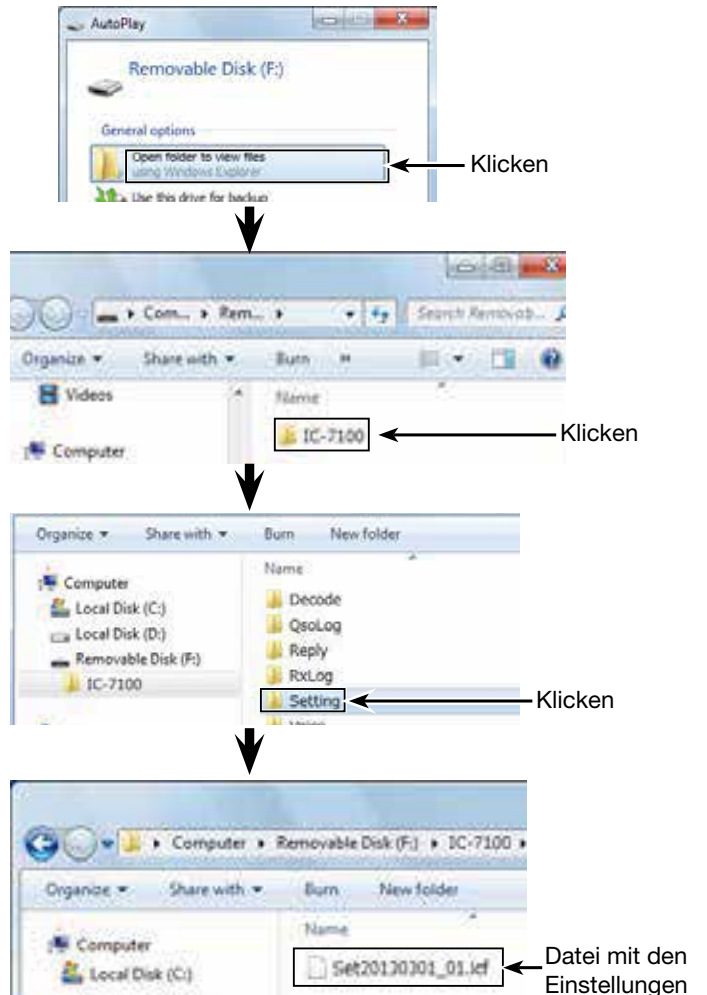 AutoPlay
Removable Disk (F:)
General options
Open folder to view files
using Windows Explorer
Klicken
Use this drive for backup
Com... Rem...
Search Removab...
Organize Share with Burn
Videos
Name
IC-7100
Klicken
Computer
Organize Share with Burn New folder
Name
Computer
Decode
Local Disk (C:)
QsoLog
Local Disk (D:)
Reply
Removable Disk (F:)
RxLog
IC-7100
Setting
Klicken
Voice
Computer Removable Disk (F:) IC-7100
Organize Share with Burn New folder
Name
Computer
Set20130301_01.icf
Datei mit den
Einstellungen
Local Disk (C:)